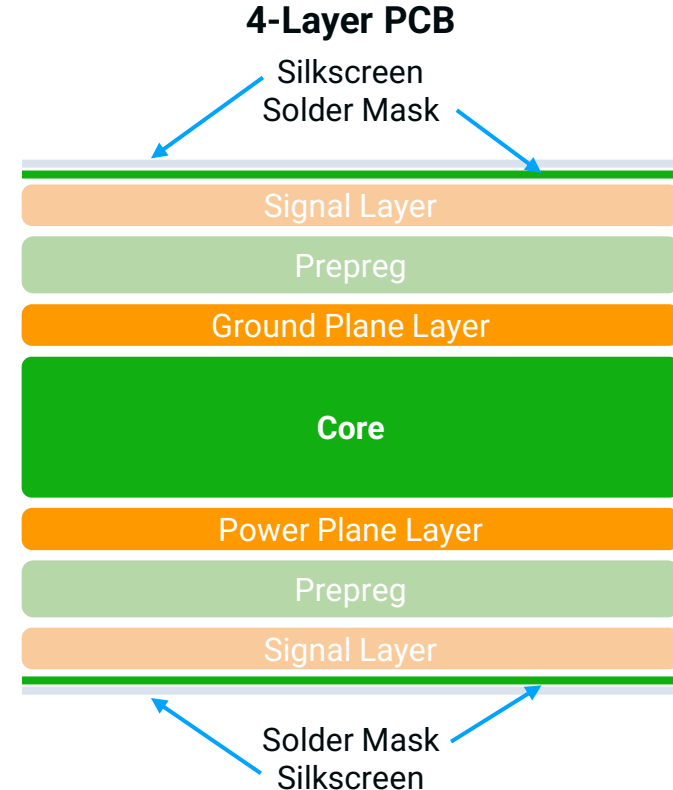 4-Layer PCB
Silkscreen
Solder Mask
Signal Layer
Prepreg
Ground Plane Layer
Core
Power Plane Layer
Prepreg
Signal Layer
Solder Mask
Silkscreen